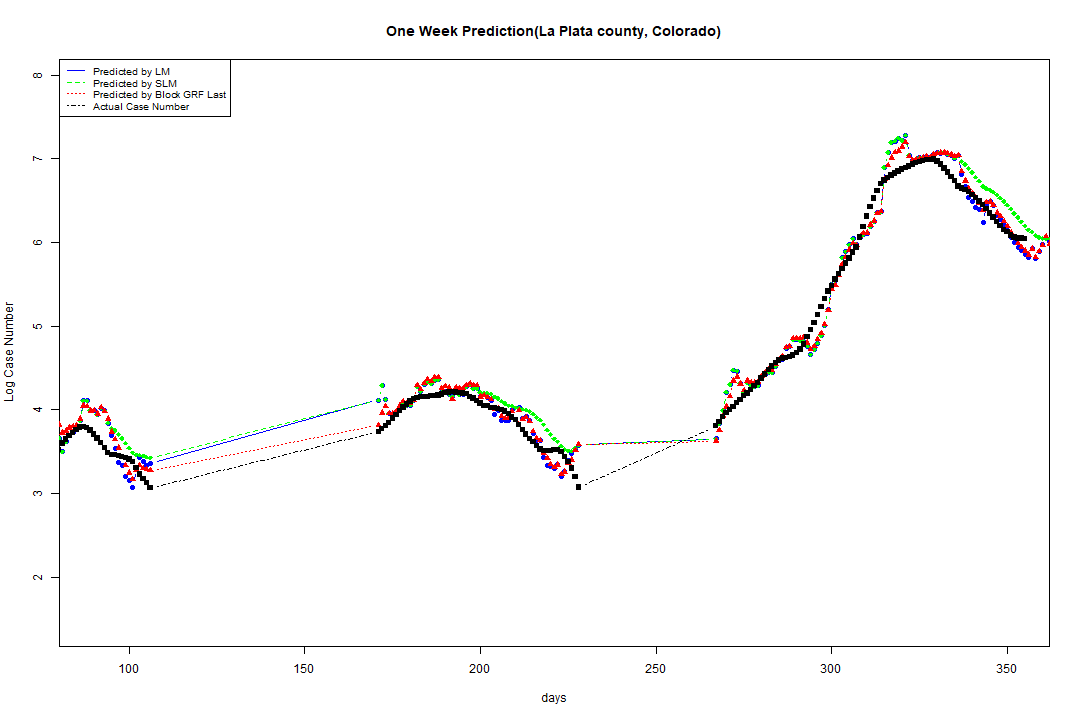 One Week Prediction(La Plata county, Colorado)
Predicted by LM
Predicted by SLM
Predicted by Block GRF Last
Actual Case Number
8
7
6
5
4
3
2
Log Case Number
100
150
200
250
300
350
days